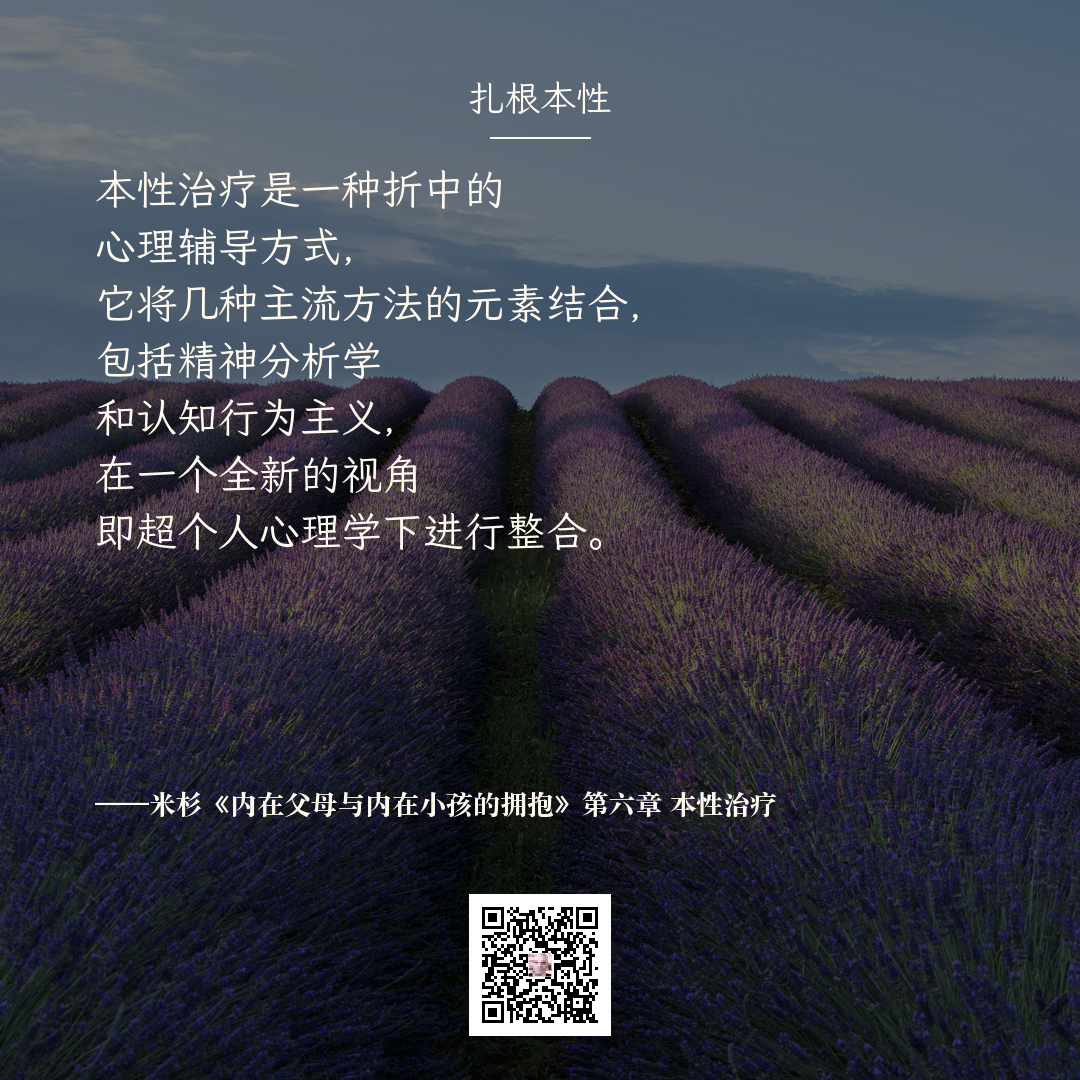 扎根本性
本性治疗是一种折中的
心理辅导方式,
它将几种主流方法的元素结合,
包括精神分析学
和认知行为主义,
在一个全新的视角
即超个人心理学下进行整合。
——米杉《内在父母与内在小孩的拥抱》第六章 本性治疗